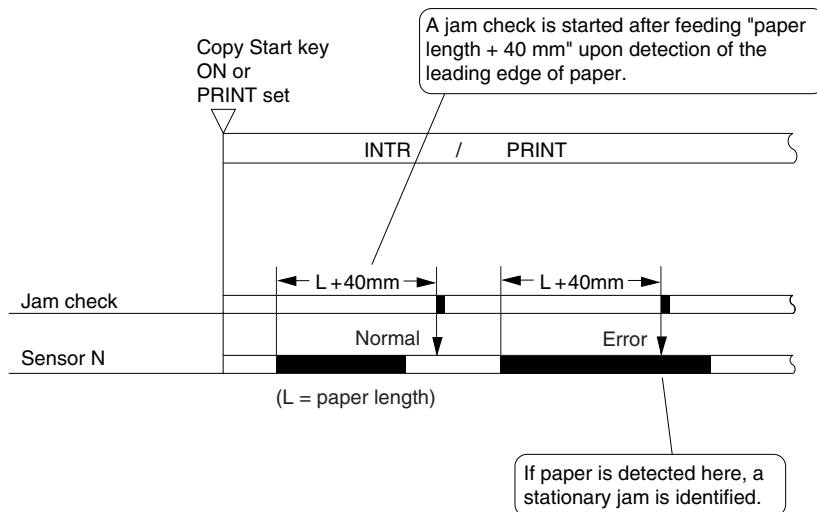 A jam check is started after feeding "paper
length + 40 mm" upon detection of the
leading edge of paper.
Copy Start key
ON or
PRINT set
INTR / PRINT
L+40mm L+40mm
Jam check
Normal Error
Sensor N
(L = paper length)
If paper is detected here, a
stationary jam is identified.